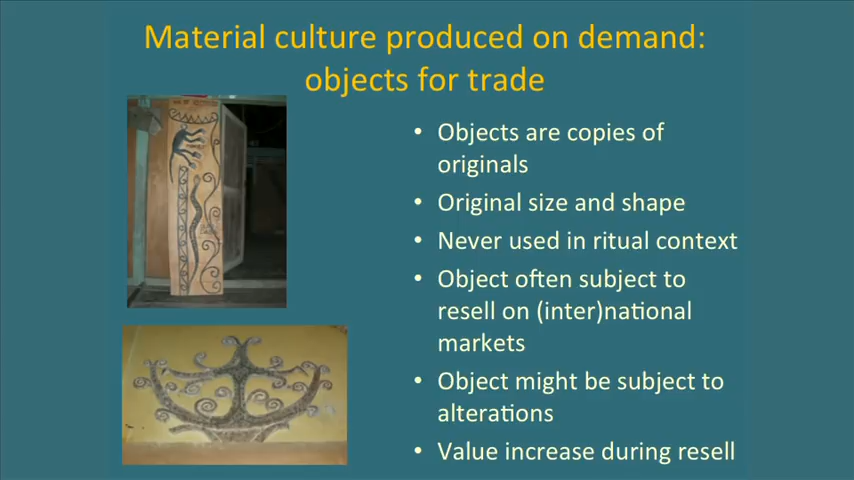 Material culture produced on demand:
objects for trade
• Objects are copies of
originals
• Original size and shape
• Never used in ritual context
• Object often subject to
resell on (inter)national
markets
• Object might be subject to
alterations
• Value increase during resell